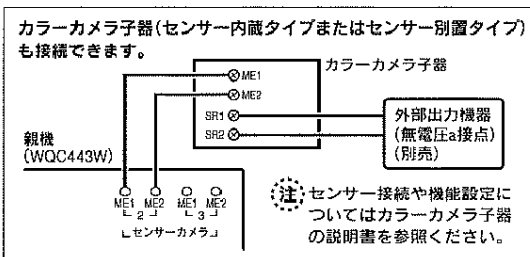 カラーカメラ子器(センサー内蔵タイプまたはセンサー別置タイプ)
も接続できます。
カラーカメラ子器
ME1
ME2
SR1
SR2
外部出力機器
(無電圧a接点)
(別売)
親機
(WQC443W)
ME1 ME2 ME1 ME2
2 3
センサーカメラ
注 センサー接続や機能設定に
ついてはカラーカメラ子器
の説明書を参照ください。